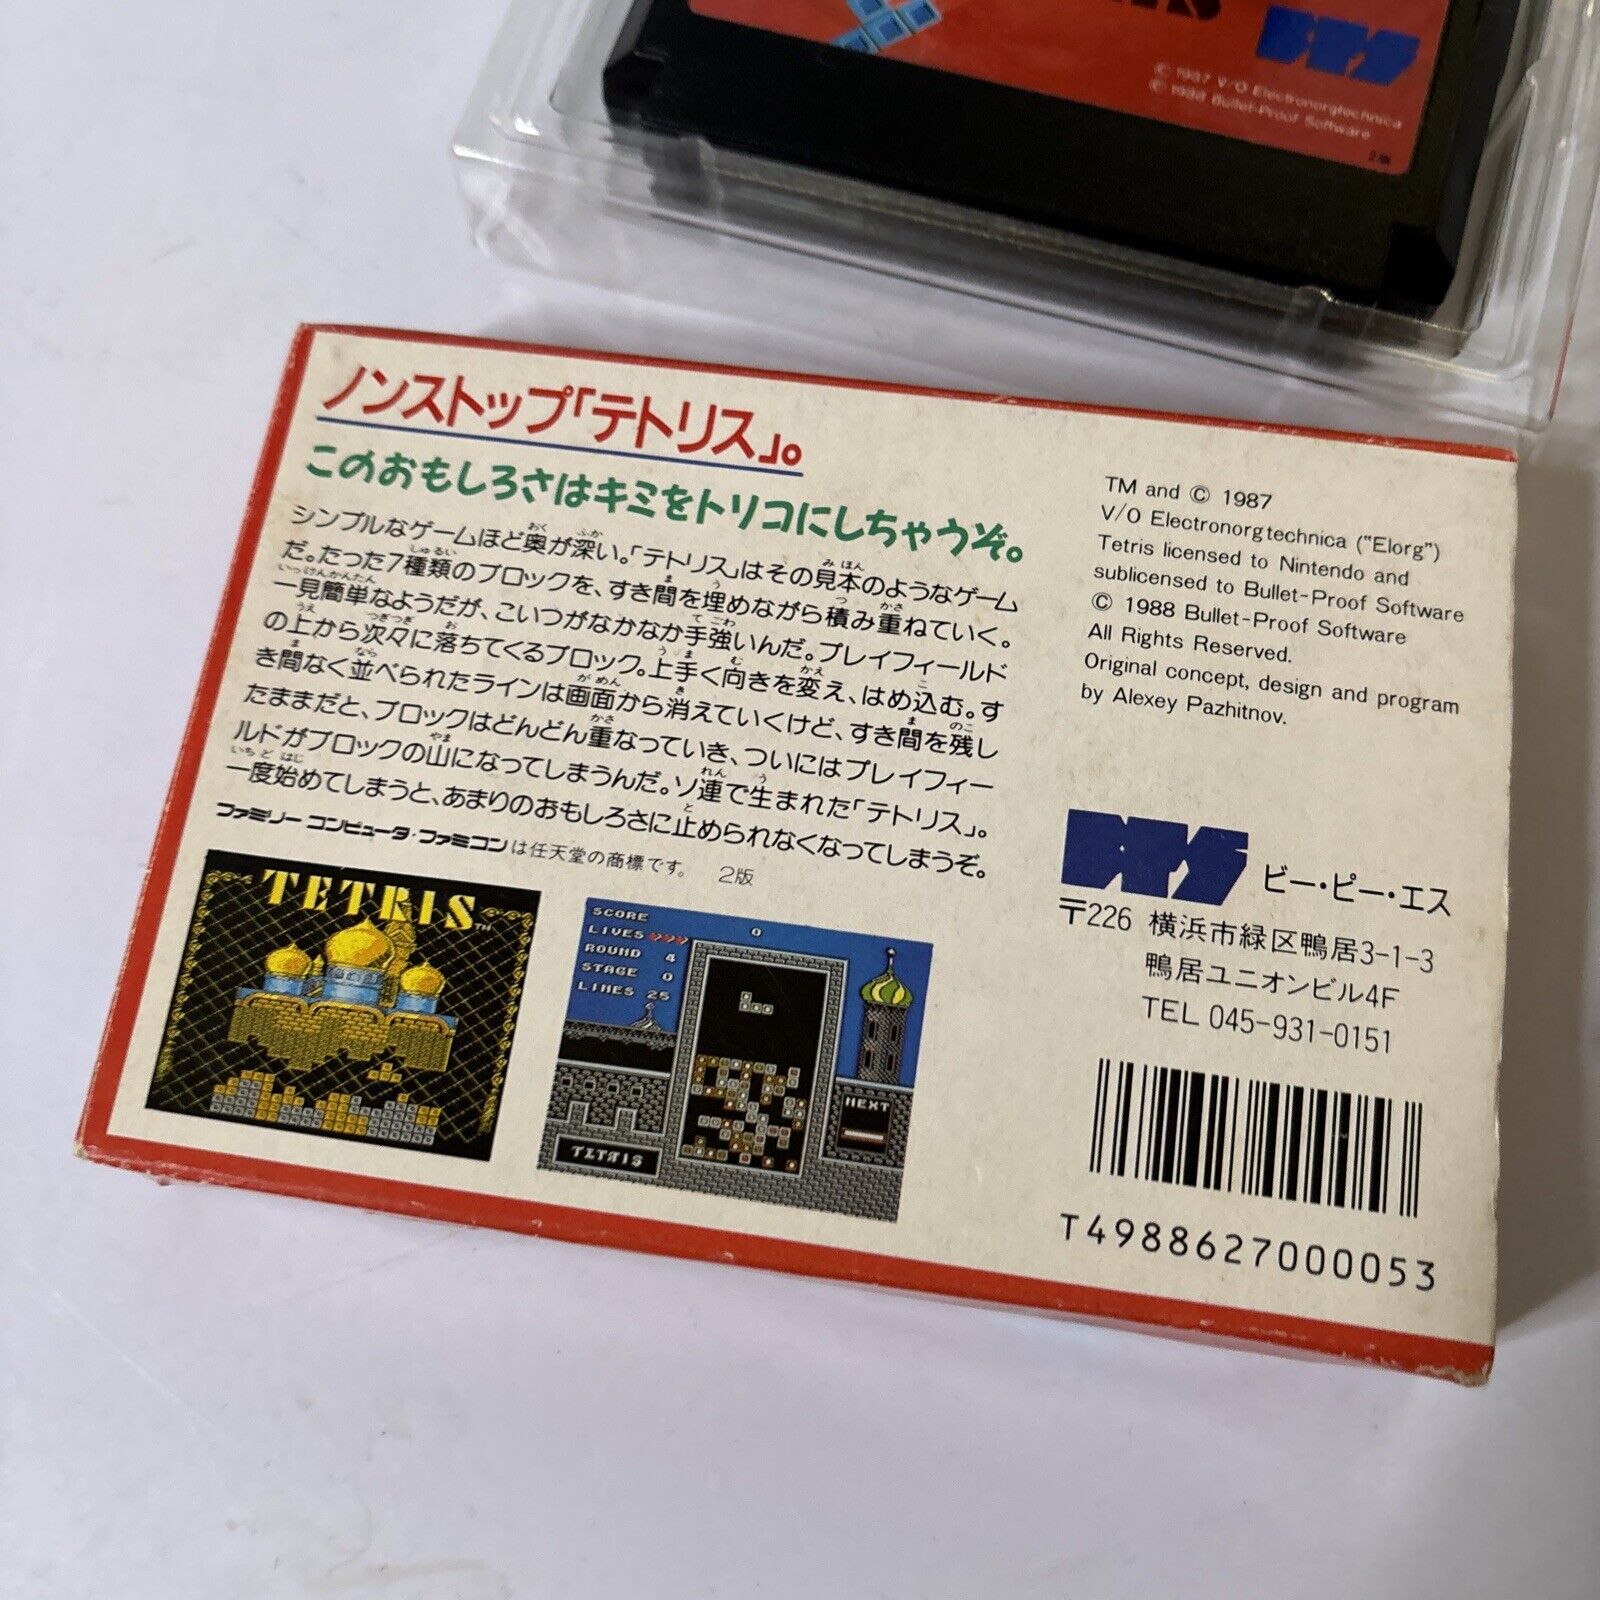 RIS
BPS
© 1987 V/O Electronorgtechnica
© 1988 Bullet-Proof Software
2版
ノンストップ「テトリス」。
このおもしろさはキミをトリコにしちゃうぞ。
シンプルなゲームほど奥が深い。「テトリス」はその見本のようなゲーム
だ。たった7種類のブロックを、すき間を埋めながら積み重ねていく。
一見簡単なようだが、こいつがなかなか手強いんだ。プレイフィールド
の上から次々に落ちてくるブロック。上手く向きを変え、はめ込む。す
き間なく並べられたラインは画面から消えていくけど、すき間を残し
たままだと、ブロックはどんどん重なっていき、ついにはプレイフィー
ルドがブロックの山になってしまうんだ。ソ連で生まれた「テトリス」。
一度始めてしまうと、あまりのおもしろさに止められなくなってしまうぞ。
ファミリーコンピュータ・ファミコンは任天堂の商標です。 2版
TETRIS™
SCORE 0
LIVES
ROUND 4
STAGE 0
LINES 25
NEXT
TETRIS
TM and © 1987
V/O Electronorgtechnica ("Elorg")
Tetris licensed to Nintendo and
sublicensed to Bullet-Proof Software
© 1988 Bullet-Proof Software
All Rights Reserved.
Original concept, design and program
by Alexey Pazhitnov.
BPS ビー・ピー・エス
〒226 横浜市緑区鴨居3-1-3
鴨居ユニオンビル4F
TEL 045-931-0151
T4988627000053